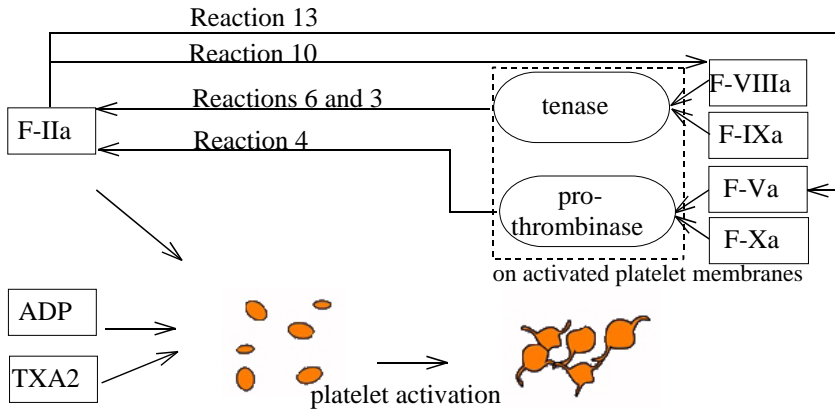 Reaction 13
Reaction 10
F-VIIIa
Reactions 6 and 3
tenase
F-IIa
F-IXa
Reaction 4
pro-
thrombinase
F-Va
F-Xa
on activated platelet membranes
ADP
TXA2
platelet activation